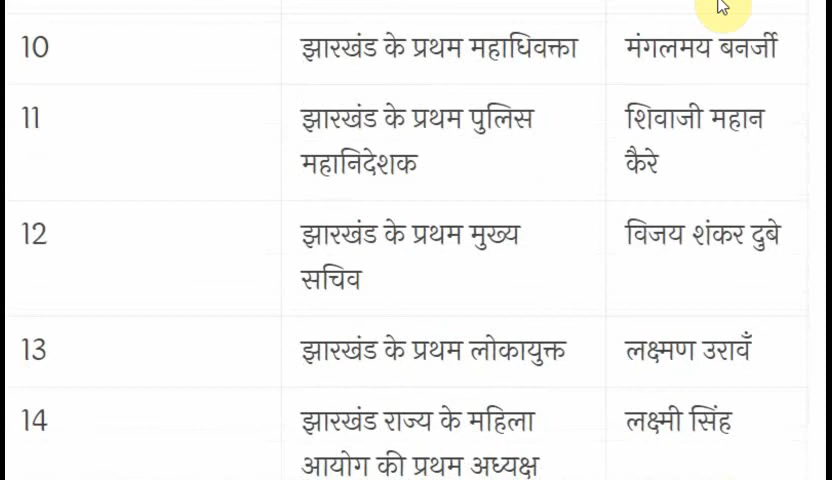 10 झारखंड के प्रथम महाधिवक्ता मंगलमय बनर्जी
11 झारखंड के प्रथम पुलिस शिवाजी महान
महानिदेशक कैरे
12 झारखंड के प्रथम मुख्य विजय शंकर दुबे
सचिव
13 झारखंड के प्रथम लोकायुक्त लक्ष्मण उरावँ
14 झारखंड राज्य के महिला लक्ष्मी सिंह
आयोग की प्रथम अध्यक्ष